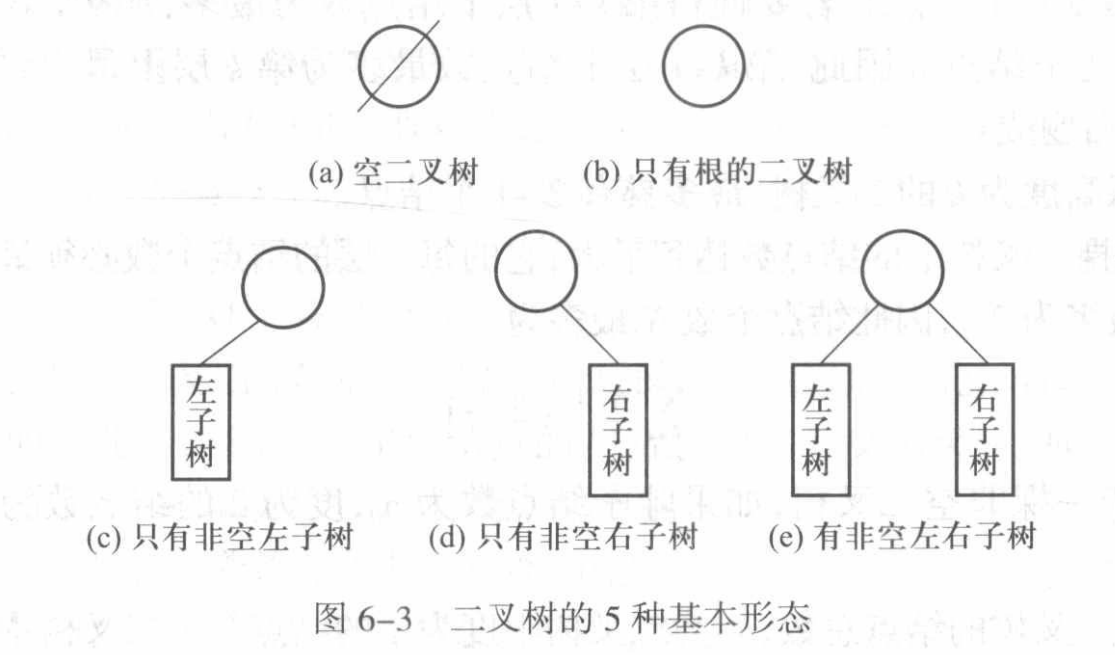 (a) 空二叉树
(b) 只有根的二叉树
左子树
右子树
左子树
右子树
(c) 只有非空左子树
(d) 只有非空右子树
(e) 有非空左右子树
图 6-3 二叉树的 5 种基本形态